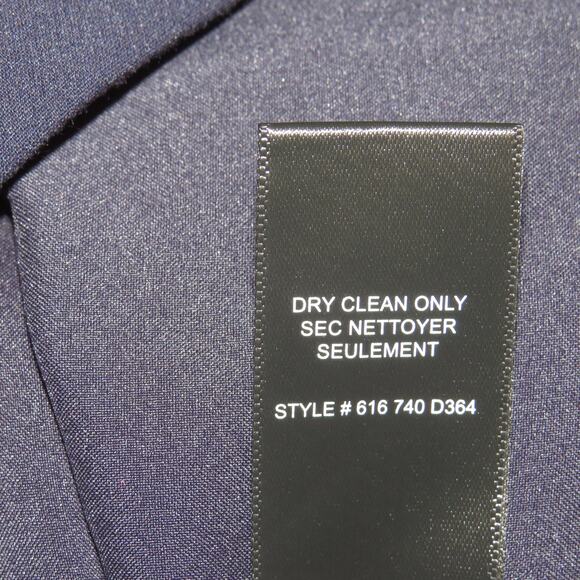 DRY CLEAN ONLY
SEC NETTOYER
SEULEMENT
STYLE # 616 740 D364